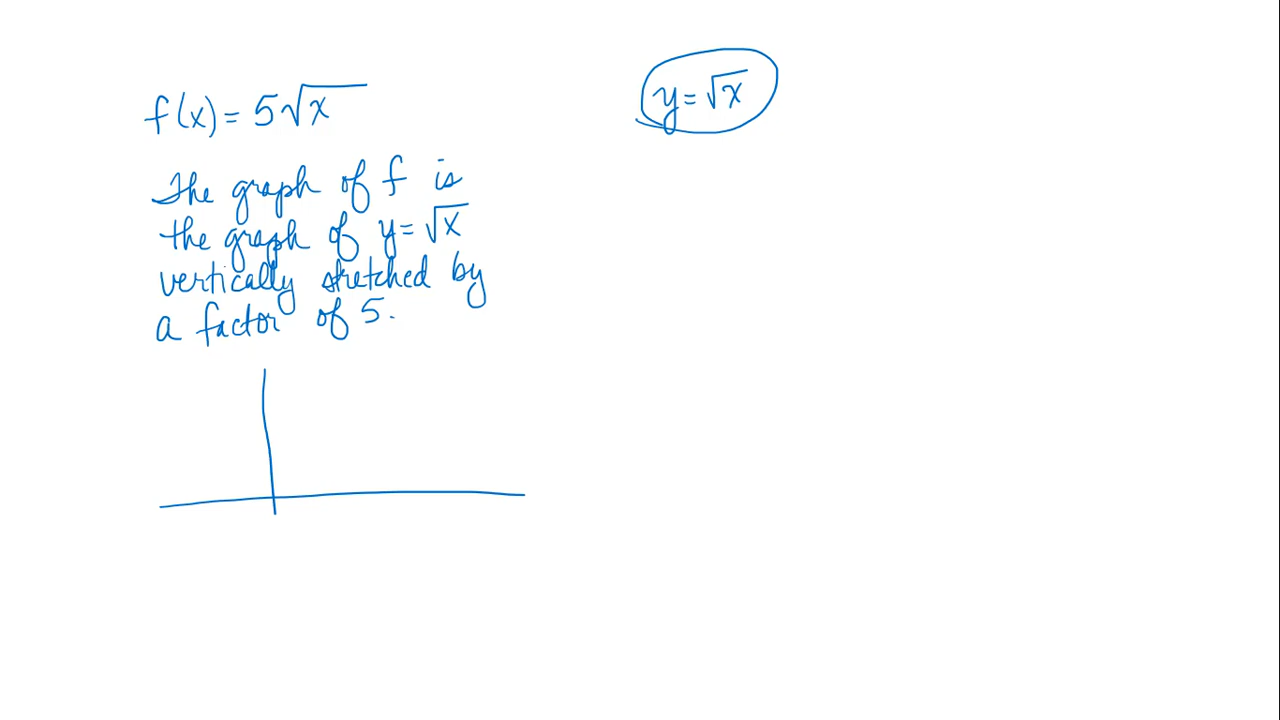 f(x) = 5√x
y = √x
The graph of f is
the graph of y = √x
vertically stretched by
a factor of 5.